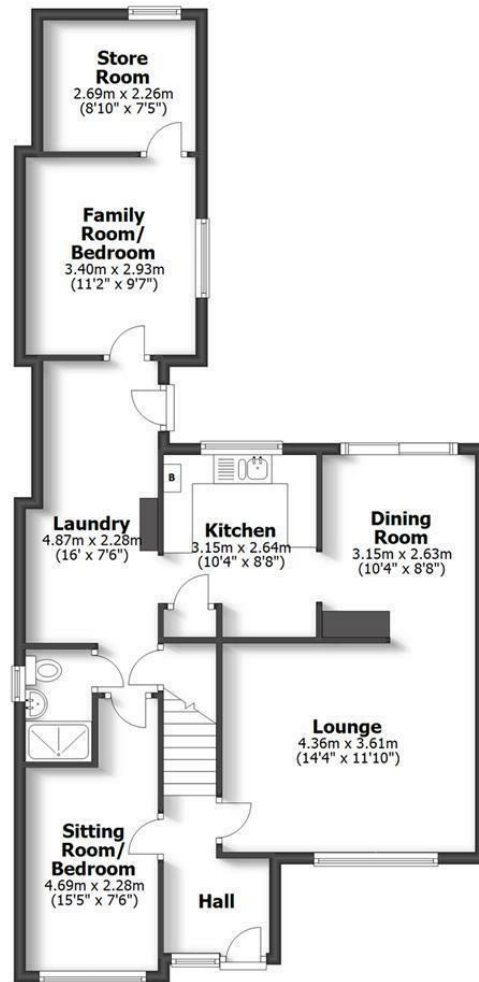 Store
Room
2.69m x 2.26m
(8'10" x 7'5")
Family
Room/
Bedroom
3.40m x 2.93m
(11'2" x 9'7")
B
Laundry
4.87m x 2.28m
(16' x 7'6")
Kitchen
3.15m x 2.64m
(10'4" x 8'8")
Dining
Room
3.15m x 2.63m
(10'4" x 8'8")
Lounge
4.36m x 3.61m
(14'4" x 11'10")
Sitting
Room/
Bedroom
4.69m x 2.28m
(15'5" x 7'6")
Hall